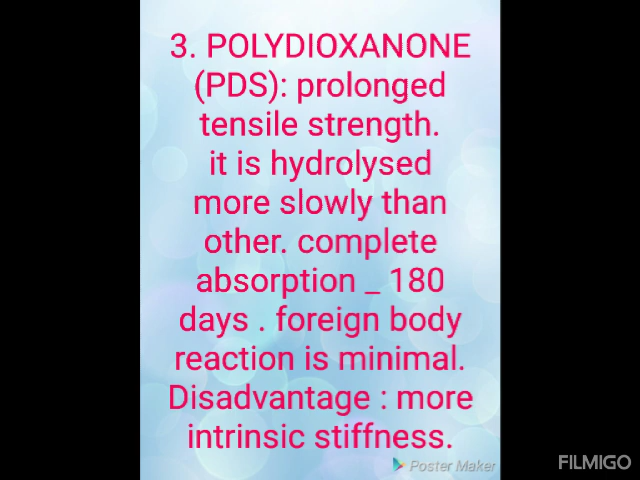 3. POLYDIOXANONE
(PDS): prolonged
tensile strength.
it is hydrolysed
more slowly than
other. complete
absorption _ 180
days . foreign body
reaction is minimal.
Disadvantage : more
intrinsic stiffness.
Poster Maker
FILMIGO